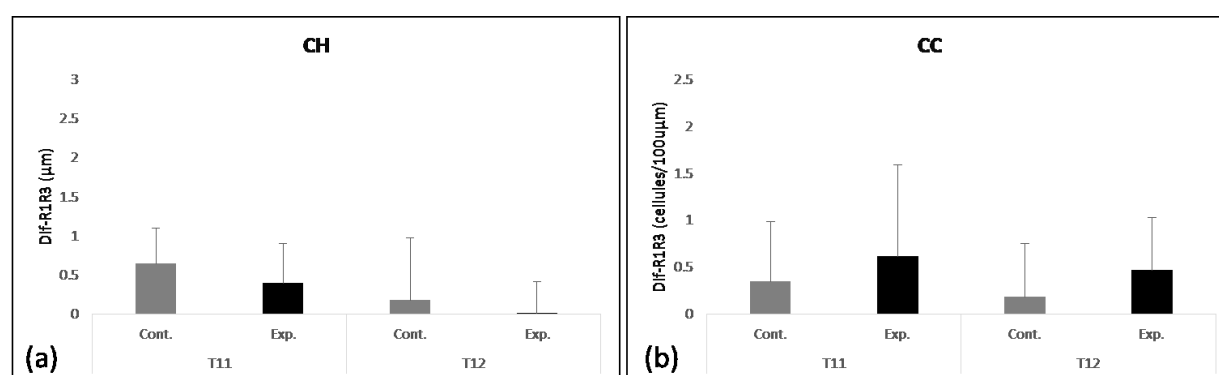 CH
Dif-R1R3 (µm)
3
2.5
2
1.5
1
0.5
0
Cont.
Exp.
Cont.
Exp.
T11
T12
(a)
CC
Dif-R1R3 (cellules/100uµm)
2.5
2
1.5
1
0.5
0
Cont.
Exp.
Cont.
Exp.
T11
T12
(b)